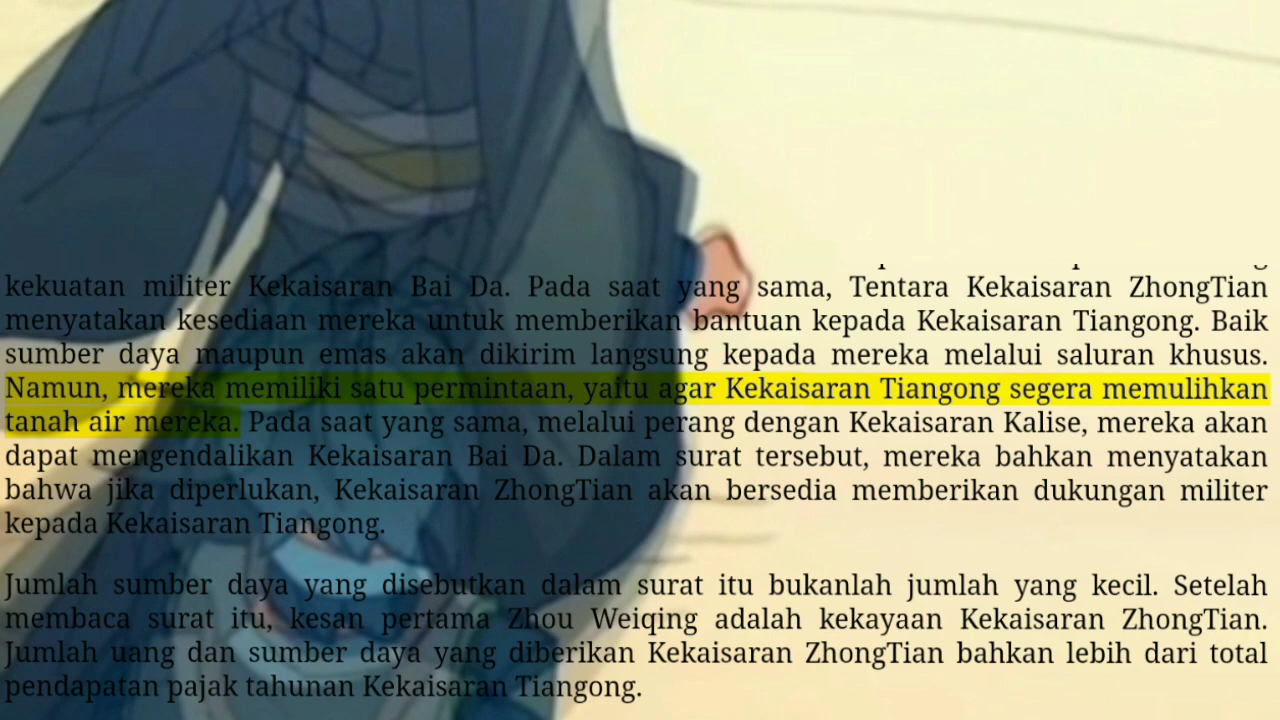 kekuatan militer Kekaisaran Bai Da. Pada saat yang sama, Tentara Kekaisaran ZhongTian
menyatakan kesediaan mereka untuk memberikan bantuan kepada Kekaisaran Tiangong. Baik
sumber daya maupun emas akan dikirim langsung kepada mereka melalui saluran khusus.
Namun, mereka memiliki satu permintaan, yaitu agar Kekaisaran Tiangong segera memulihkan
tanah air mereka. Pada saat yang sama, melalui perang dengan Kekaisaran Kalise, mereka akan
dapat mengendalikan Kekaisaran Bai Da. Dalam surat tersebut, mereka bahkan menyatakan
bahwa jika diperlukan, Kekaisaran ZhongTian akan bersedia memberikan dukungan militer
kepada Kekaisaran Tiangong.
Jumlah sumber daya yang disebutkan dalam surat itu bukanlah jumlah yang kecil. Setelah
membaca surat itu, kesan pertama Zhou Weiqing adalah kekayaan Kekaisaran ZhongTian.
Jumlah uang dan sumber daya yang diberikan Kekaisaran ZhongTian bahkan lebih dari total
pendapatan pajak tahunan Kekaisaran Tiangong.